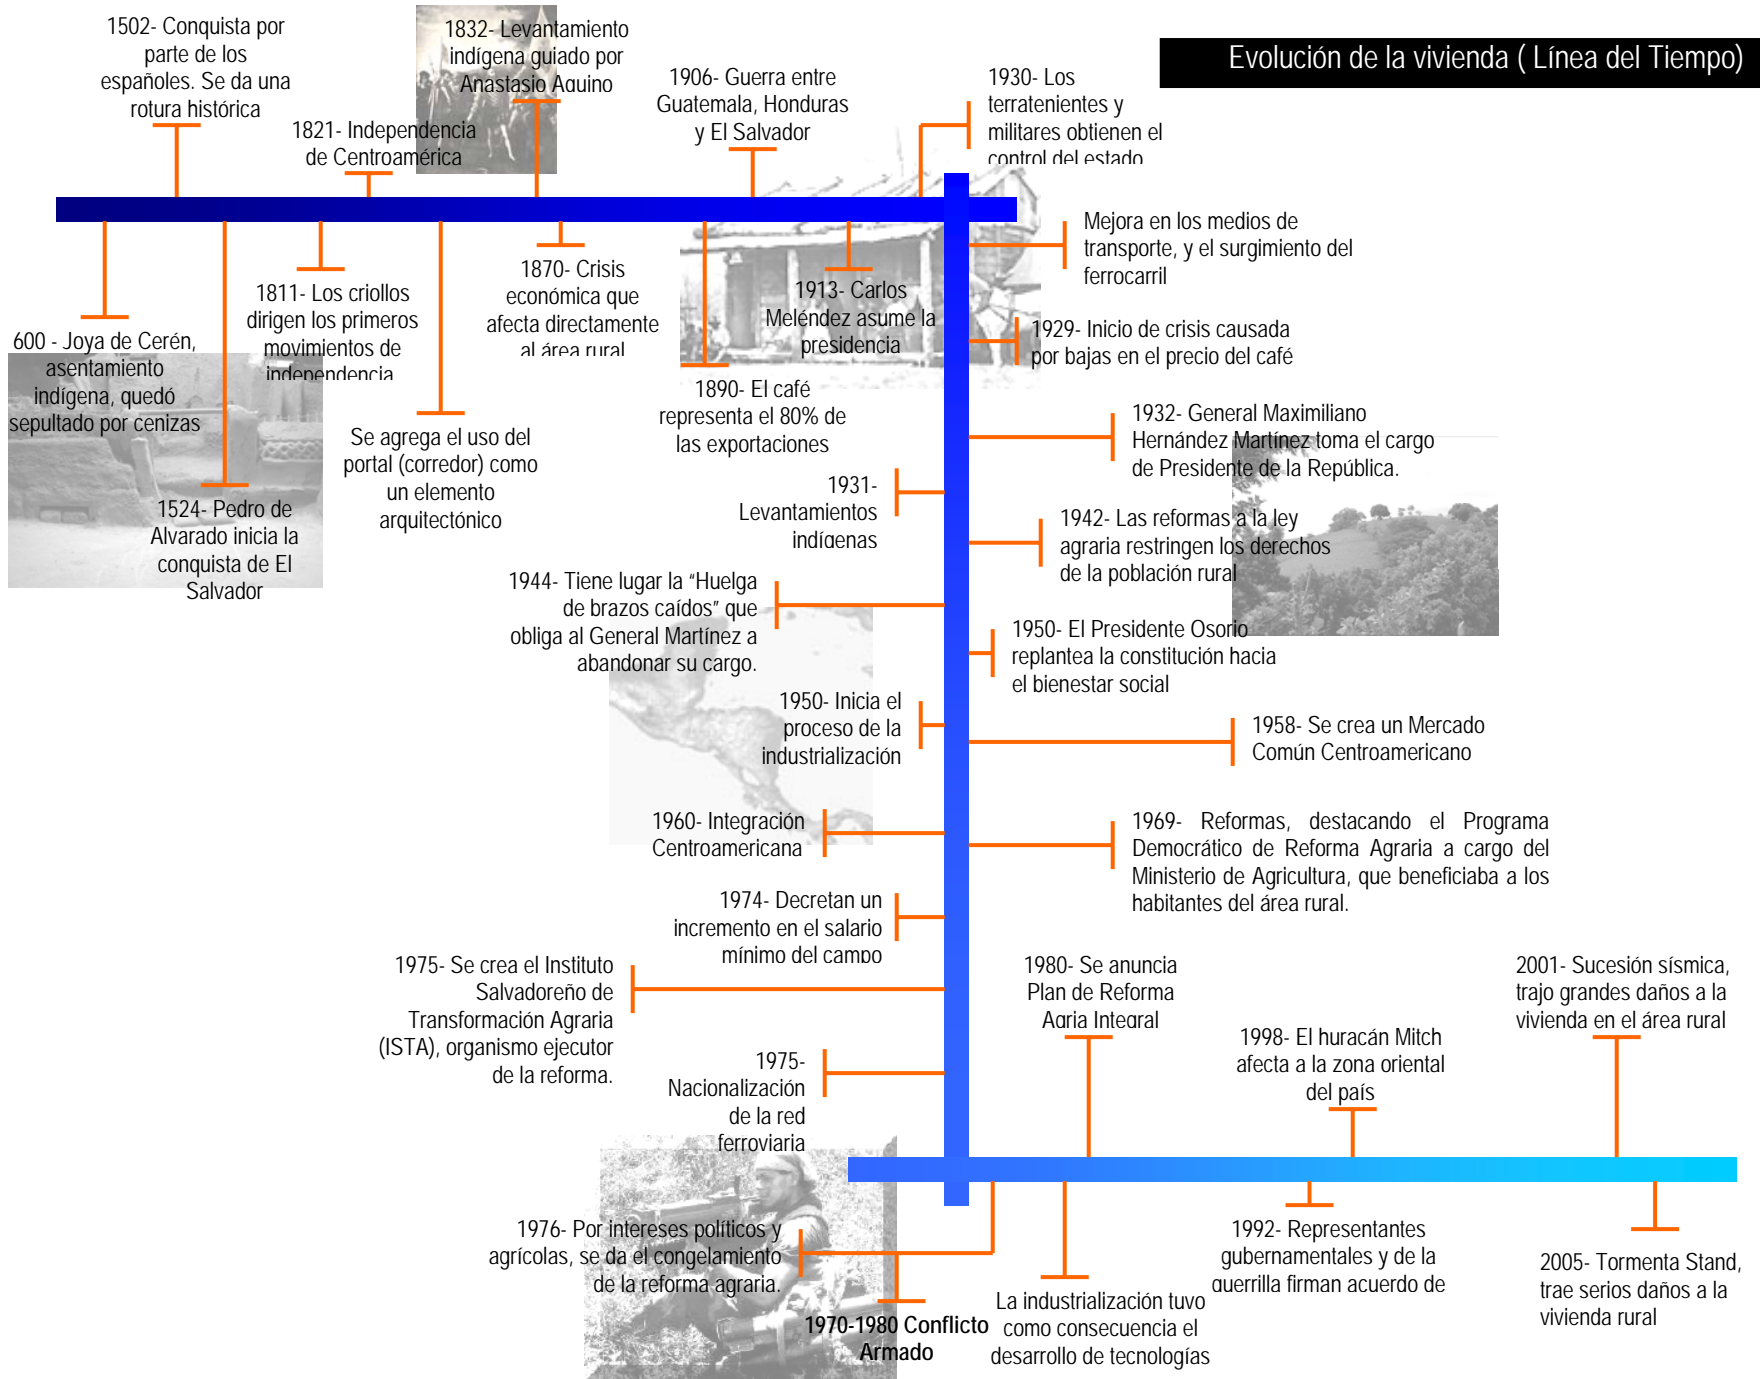 Evolución de la vivienda ( Línea del Tiempo)
1502- Conquista por
parte de los
españoles. Se da una
rotura histórica
1832- Levantamiento
indígena guiado por
Anastasio Aquino
1821- Independencia
de Centroamérica
1906- Guerra entre
Guatemala, Honduras
y El Salvador
1930- Los
terratenientes y
militares obtienen el
control del estado
600 - Joya de Cerén,
asentamiento
indígena, quedó
sepultado por cenizas
1524- Pedro de
Alvarado inicia la
conquista de El
Salvador
1811- Los criollos
dirigen los primeros
movimientos de
independencia
Se agrega el uso del
portal (corredor) como
un elemento
arquitectónico
1870- Crisis
económica que
afecta directamente
al área rural
1890- El café
representa el 80% de
las exportaciones
1913- Carlos
Meléndez asume la
presidencia
Mejora en los medios de
transporte, y el surgimiento del
ferrocarril
1929- Inicio de crisis causada
por bajas en el precio del café
1932- General Maximiliano
Hernández Martínez toma el cargo
de Presidente de la República.
1931-
Levantamientos
indígenas
1942- Las reformas a la ley
agraria restringen los derechos
de la población rural
1944- Tiene lugar la “Huelga
de brazos caídos” que
obliga al General Martínez a
abandonar su cargo.
1950- El Presidente Osorio
replantea la constitución hacia
el bienestar social
1950- Inicia el
proceso de la
industrialización
1958- Se crea un Mercado
Común Centroamericano
1960- Integración
Centroamericana
1969- Reformas, destacando el Programa
Democrático de Reforma Agraria a cargo del
Ministerio de Agricultura, que beneficiaba a los
habitantes del área rural.
1974- Decretan un
incremento en el salario
mínimo del campo
1975- Se crea el Instituto
Salvadoreño de
Transformación Agraria
(ISTA), organismo ejecutor
de la reforma.
1975-
Nacionalización
de la red
ferroviaria
1980- Se anuncia
Plan de Reforma
Agria Integral
1998- El huracán Mitch
afecta a la zona oriental
del país
2001- Sucesión sísmica,
trajo grandes daños a la
vivienda en el área rural
1976- Por intereses políticos y
agrícolas, se da el congelamiento
de la reforma agraria.
1970-1980 Conflicto
Armado
La industrialización tuvo
como consecuencia el
desarrollo de tecnologías
1992- Representantes
gubernamentales y de la
guerrilla firman acuerdo de
2005- Tormenta Stand,
trae serios daños a la
vivienda rural